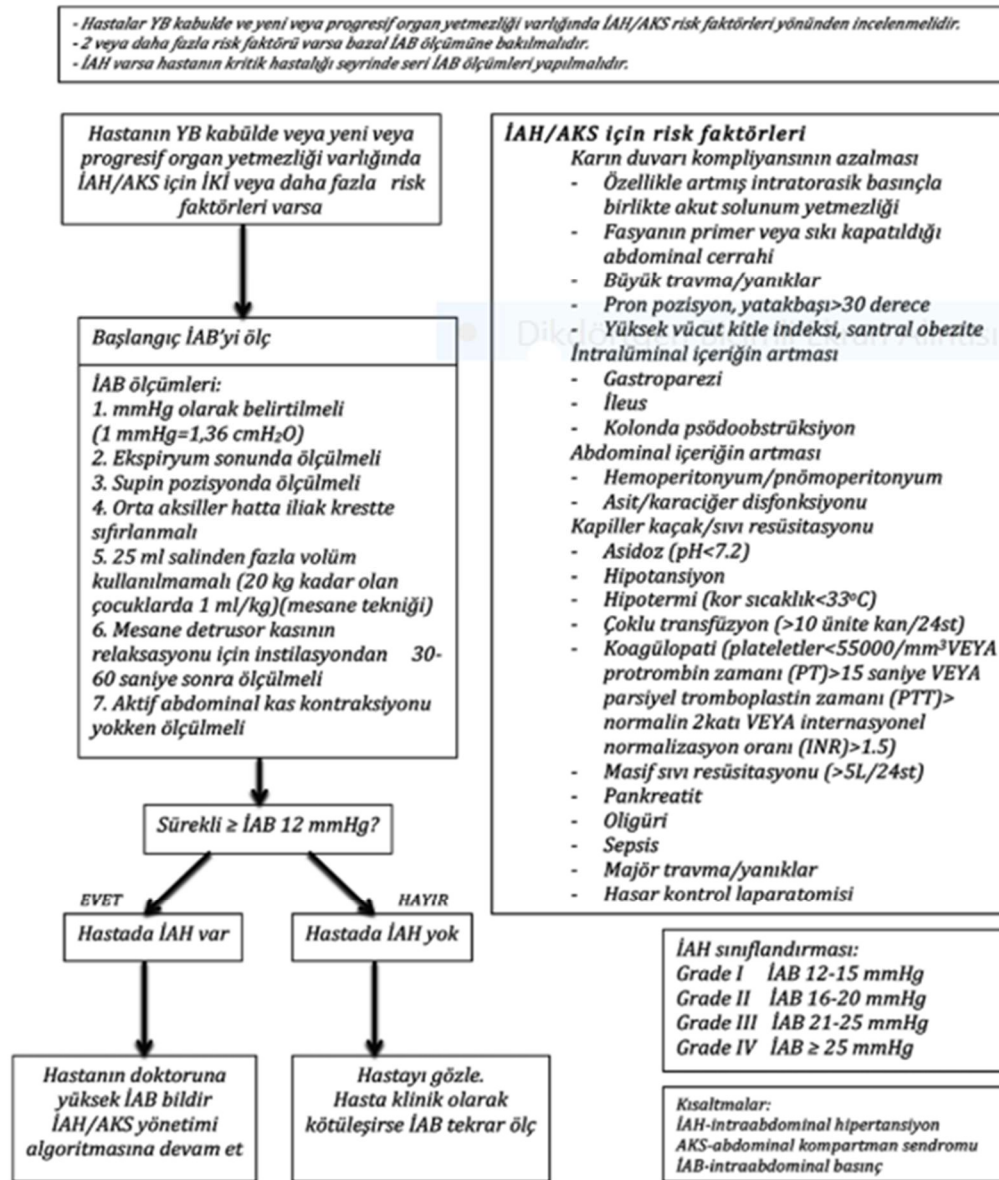 - Hastalar YB kabulde ve yeni veya progresif organ yetmezliği varlığında İAH/AKS risk faktörleri yönünden incelenmelidir.
- 2 veya daha fazla risk faktörü varsa bazal İAB ölçümüne bakılmalıdır.
- İAH varsa hastanın kritik hastalığı seyrinde seri İAB ölçümleri yapılmalıdır.
Hastanın YB kabülde veya yeni veya
progresif organ yetmezliği varlığında
İAH/AKS için İKİ veya daha fazla risk
faktörleri varsa
Başlangıç İAB'yi ölç
İAB ölçümleri:
1. mmHg olarak belirtilmeli
(1 mmHg=1,36 cmH₂O)
2. Ekspiryum sonunda ölçülmeli
3. Supin pozisyonda ölçülmeli
4. Orta aksiller hatta iliak krestte
sıfırlanmalı
5. 25 ml salinden fazla volüm
kullanılmamalı (20 kg kadar olan
çocuklarda 1 ml/kg)(mesane tekniği)
6. Mesane detrusor kasının
relaksasyonu için instilasyondan 30-
60 saniye sonra ölçülmeli
7. Aktif abdominal kas kontraksiyonu
yokken ölçülmeli
Sürekli ≥ İAB 12 mmHg?
EVET
HAYIR
Hastada İAH var
Hastada İAH yok
Hastanın doktoruna
yüksek İAB bildir
İAH/AKS yönetimi
algoritmasına devam et
Hastayı gözle.
Hasta klinik olarak
kötüleşirse İAB tekrar ölç
İAH/AKS için risk faktörleri
Karın duvarı kompliyansının azalması
- Özellikle artmış intratorasik basınçla
birlikte akut solunum yetmezliği
- Fasyanın primer veya sıkı kapatıldığı
abdominal cerrahi
- Büyük travma/yanıklar
- Pron pozisyon, yatakbaşı>30 derece
- Yüksek vücut kitle indeksi, santral obezite
İntralüminal içeriğin artması
- Gastroparezi
- İleus
- Kolonda psödoobstrüksiyon
Abdominal içeriğin artması
- Hemoperitonyum/pnömoperitonyum
- Asit/karaciğer disfonksiyonu
Kapiller kaçak/sıvı resüsitasyonu
- Asidoz (pH<7.2)
- Hipotansiyon
- Hipotermi (kor sıcaklık<33°C)
- Çoklu transfüzyon (>10 ünite kan/24st)
- Koagülopati (plateletler<55000/mm³VEYA
protrombin zamanı (PT)>15 saniye VEYA
parsiyel tromboplastin zamanı (PTT)>
normalin 2katı VEYA internasyonel
normalizasyon oranı (INR)>1.5)
- Masif sıvı resüsitasyonu (>5L/24st)
- Pankreatit
- Oligüri
- Sepsis
- Majör travma/yanıklar
- Hasar kontrol laparatomisi
İAH sınıflandırması:
Grade I İAB 12-15 mmHg
Grade II İAB 16-20 mmHg
Grade III İAB 21-25 mmHg
Grade IV İAB ≥ 25 mmHg
Kısaltmalar:
İAH-intraabdominal hipertansiyon
AKS-abdominal kompartman sendromu
İAB-intraabdominal basınç